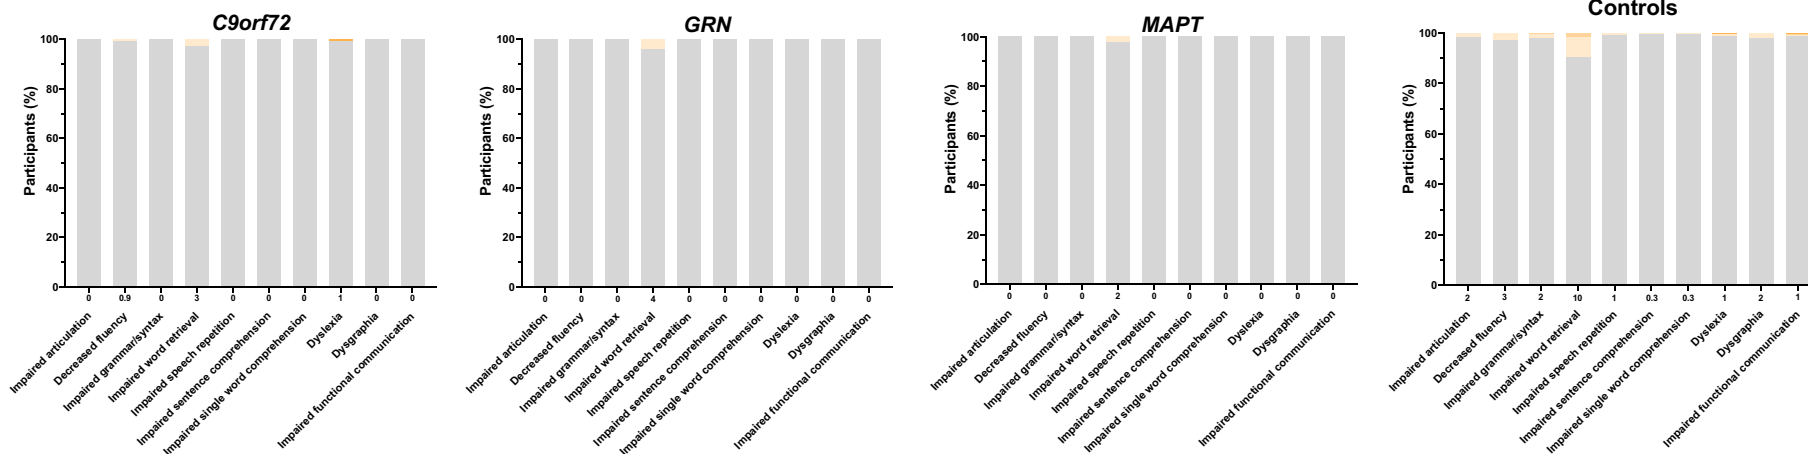 C9orf72
Participants (%)
100
80
60
40
20
0
0 0.9 0 3 0 0 0 1 0 0
Impaired articulation
Decreased fluency
Impaired grammar/syntax
Impaired word retrieval
Impaired speech repetition
Impaired sentence comprehension
Impaired single word comprehension
Dyslexia
Dysgraphia
Impaired functional communication
GRN
Participants (%)
100
80
60
40
20
0
0 0 0 4 0 0 0 0 0 0
Impaired articulation
Decreased fluency
Impaired grammar/syntax
Impaired word retrieval
Impaired speech repetition
Impaired sentence comprehension
Impaired single word comprehension
Dyslexia
Dysgraphia
Impaired functional communication
MAPT
Participants (%)
100
80
60
40
20
0
0 0 0 2 0 0 0 0 0 0
Impaired articulation
Decreased fluency
Impaired grammar/syntax
Impaired word retrieval
Impaired speech repetition
Impaired sentence comprehension
Impaired single word comprehension
Dyslexia
Dysgraphia
Impaired functional communication
Controls
Participants (%)
100
80
60
40
20
0
2 3 2 10 1 0.3 0.3 1 2 1
Impaired articulation
Decreased fluency
Impaired grammar/syntax
Impaired word retrieval
Impaired speech repetition
Impaired sentence comprehension
Impaired single word comprehension
Dyslexia
Dysgraphia
Impaired functional communication